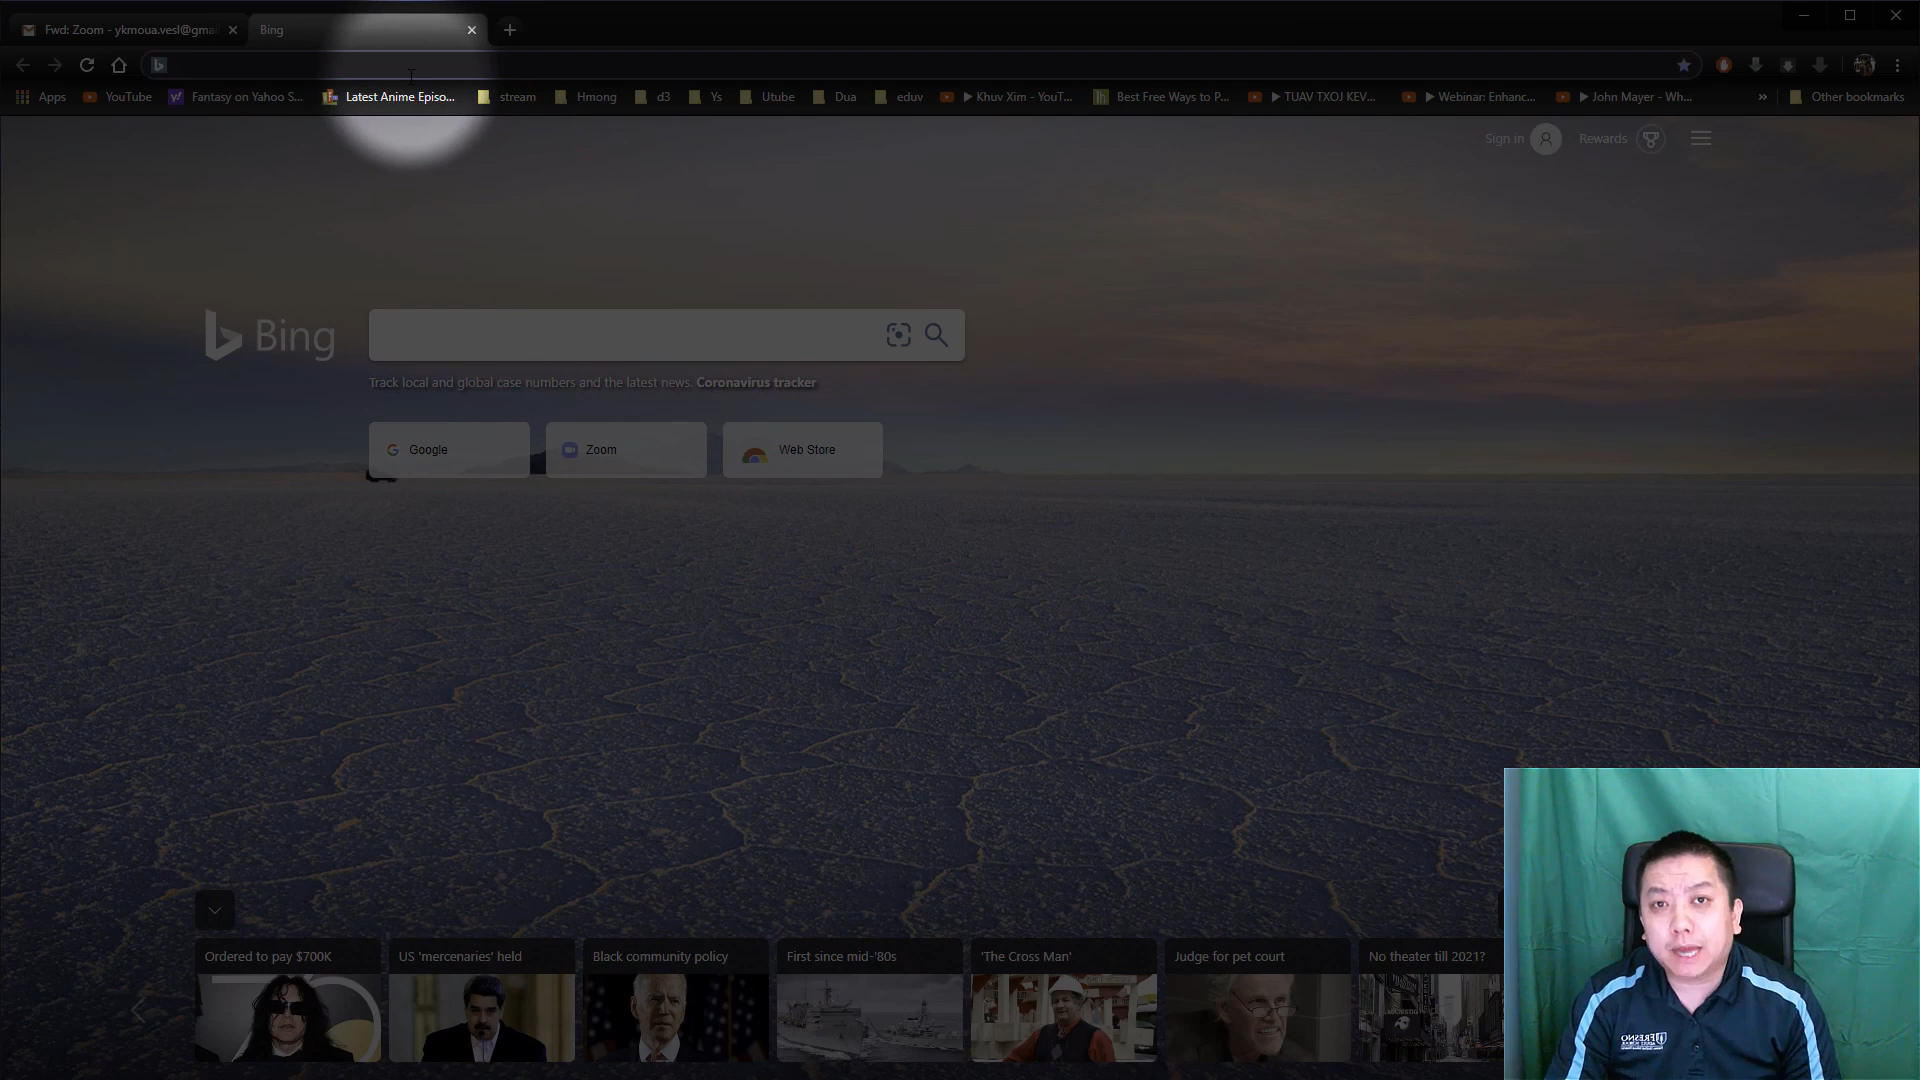 Fwd: Zoom - ykmoua.vesl@gmai
Bing
Apps
YouTube
Fantasy on Yahoo S...
Latest Anime Episo...
stream
Hmong
d3
Ys
Utube
Dua
eduv
Khuv Xim - YouT...
Best Free Ways to P...
TUAV TXOJ KEV...
Webinar: Enhanc...
John Mayer - Wh...
»
Other bookmarks
Sign in
Rewards
Bing
Track local and global case numbers and the latest news. Coronavirus tracker
Google
Zoom
Web Store
Ordered to pay $700K
US 'mercenaries' held
Black community policy
First since mid-'80s
'The Cross Man'
Judge for pet court
No theater till 2021?
MAJESTIC
FRESNO